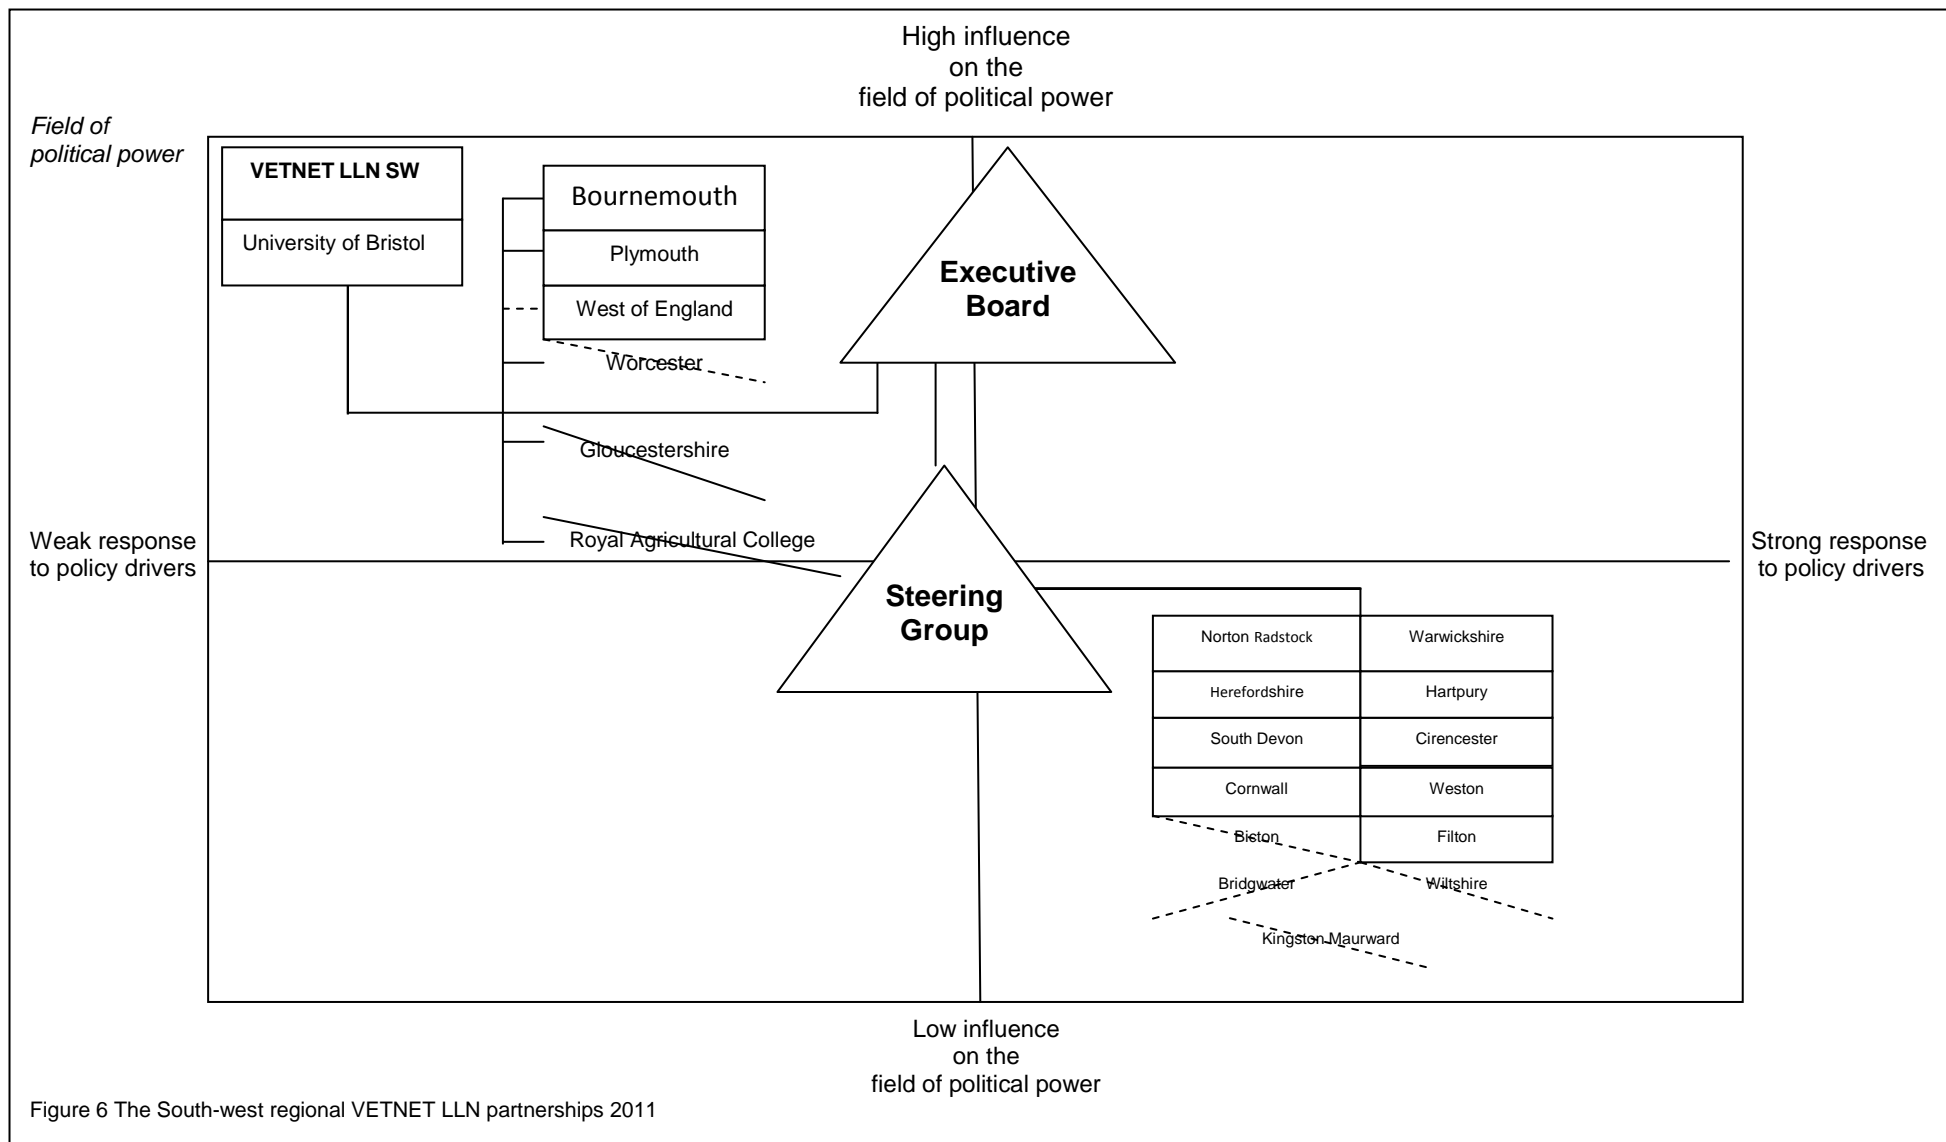 High influence
on the
field of political power
Field of
political power
VETNET LLN SW
University of Bristol
Bournemouth
Plymouth
West of England
Worcester
Gloucestershire
Royal Agricultural College
Executive
Board
Weak response
to policy drivers
Strong response
to policy drivers
Steering
Group
Norton Radstock
Warwickshire
Herefordshire
Hartpury
South Devon
Cirencester
Cornwall
Weston
Bicton
Filton
Bridgwater
Wiltshire
Kingston Maurward
Low influence
on the
field of political power
Figure 6 The South-west regional VETNET LLN partnerships 2011